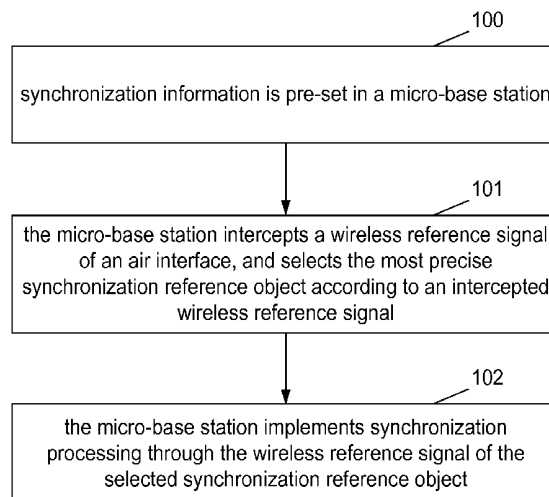 100
synchronization information is pre-set in a micro-base station
101
the micro-base station intercepts a wireless reference signal
of an air interface, and selects the most precise
synchronization reference object according to an intercepted
wireless reference signal
102
the micro-base station implements synchronization
processing through the wireless reference signal of the
selected synchronization reference object